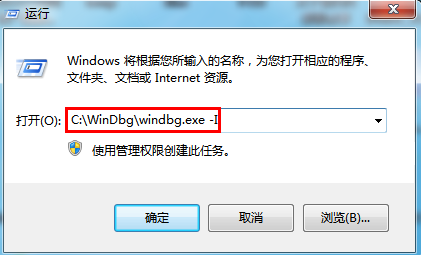 运行
Windows 将根据您所输入的名称，为您打开相应的程序、
文件夹、文档或 Internet 资源。
打开(O): C:\WinDbg\windbg.exe -I
使用管理权限创建此任务。
确定 取消 浏览(B)...